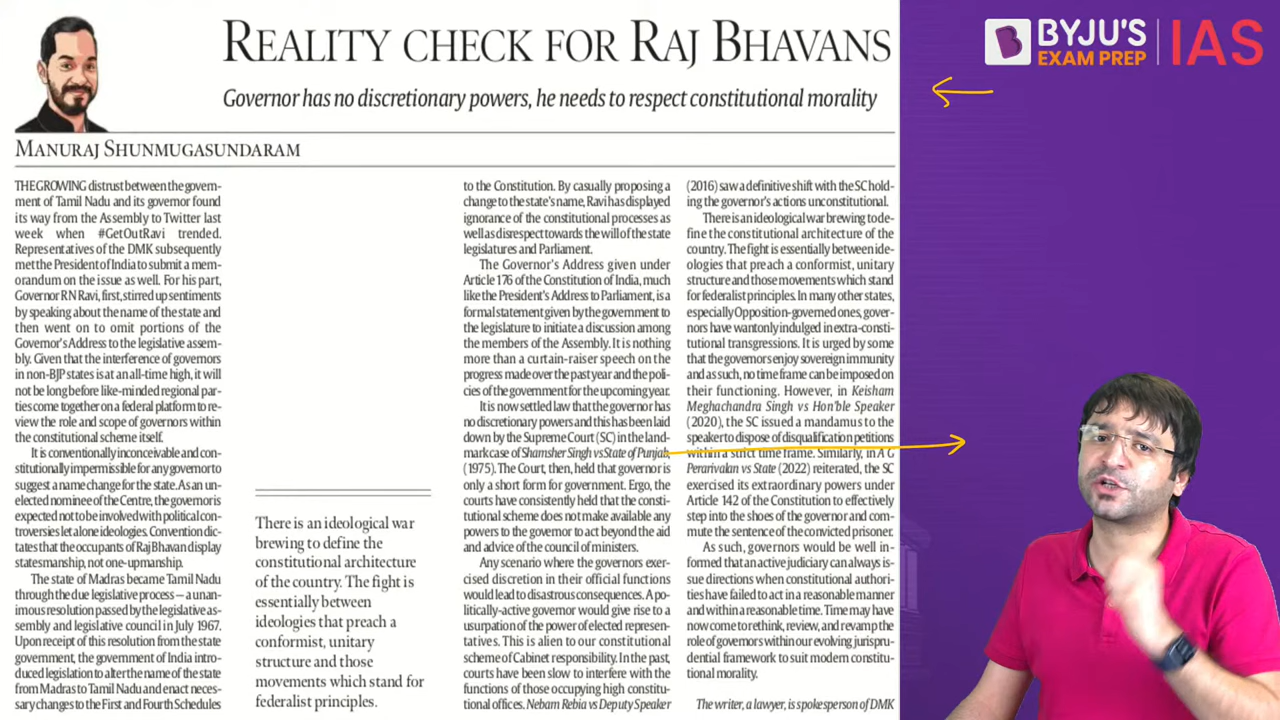 REALITY CHECK FOR RAJ BHAVANS
Governor has no discretionary powers, he needs to respect constitutional morality
MANURAJ SHUNMUGASUNDARAM
THE GROWING distrust between the govern-
ment of Tamil Nadu and its governor found
its way from the Assembly to Twitter last
week when #GetOutRavi trended.
Representatives of the DMK subsequently
met the President of India to submit a mem-
orandum on the issue as well. For his part,
Governor RN Ravi, first, stirred up sentiments
by speaking about the name of the state and
then went on to omit portions of the
Governor's Address to the legislative assem-
bly. Given that the interference of governors
in non-BJP states is at an all-time high, it will
not be long before like-minded regional par-
ties come together on a federal platform to re-
view the role and scope of governors within
the constitutional scheme itself.
It is conventionally inconceivable and con-
stitutionally impermissible for any governor to
suggest a name change for the state. As an un-
elected nominee of the Centre, the governor is
expected not to be involved with political con-
troversies let alone ideologies. Convention dic-
tates that the occupants of Raj Bhavan display
statesmanship, not one-upmanship.
The state of Madras became Tamil Nadu
through the due legislative process — a unan-
imous resolution passed by the legislative as-
sembly and legislative council in July 1967.
Upon receipt of this resolution from the state
government, the government of India intro-
duced legislation to alter the name of the state
from Madras to Tamil Nadu and enact neces-
sary changes to the First and Fourth Schedules
There is an ideological war
brewing to define the
constitutional architecture
of the country. The fight is
essentially between
ideologies that preach a
conformist, unitary
structure and those
movements which stand for
federalist principles.
to the Constitution. By casually proposing a
change to the state's name, Ravi has displayed
ignorance of the constitutional processes as
well as disrespect towards the will of the state
legislatures and Parliament.
The Governor's Address given under
Article 176 of the Constitution of India, much
like the President's Address to Parliament, is a
formal statement given by the government to
the legislature to initiate a discussion among
the members of the Assembly. It is nothing
more than a curtain-raiser speech on the
progress made over the past year and the poli-
cies of the government for the upcoming year.
It is now settled law that the governor has
no discretionary powers and this has been laid
down by the Supreme Court (SC) in the land-
mark case of Shamsher Singh vs State of Punjab,
(1975). The Court, then, held that governor is
only a short form for government. Ergo, the
courts have consistently held that the consti-
tutional scheme does not make available any
powers to the governor to act beyond the aid
and advice of the council of ministers.
Any scenario where the governors exer-
cised discretion in their official functions
would lead to disastrous consequences. A po-
litically-active governor would give rise to a
usurpation of the power of elected represen-
tatives. This is alien to our constitutional
scheme of Cabinet responsibility. In the past,
courts have been slow to interfere with the
functions of those occupying high constitu-
tional offices. Nebam Rebia vs Deputy Speaker
(2016) saw a definitive shift with the SC hold-
ing the governor's actions unconstitutional.
There is an ideological war brewing to de-
fine the constitutional architecture of the
country. The fight is essentially between ide-
ologies that preach a conformist, unitary
structure and those movements which stand
for federalist principles. In many other states,
especially Opposition-governed ones, gover-
nors have wantonly indulged in extra-consti-
tutional transgressions. It is urged by some
that the governors enjoy sovereign immunity
and as such, no time frame can be imposed on
their functioning. However, in Keisham
Meghachandra Singh vs Hon'ble Speaker
(2020), the SC issued a mandamus to the
speaker to dispose of disqualification petitions
within a strict time frame. Similarly, in A G
Perarivalan vs State (2022) reiterated, the SC
exercised its extraordinary powers under
Article 142 of the Constitution to effectively
step into the shoes of the governor and com-
mute the sentence of the convicted prisoner.
As such, governors would be well in-
formed that an active judiciary can always is-
sue directions when constitutional authori-
ties have failed to act in a reasonable manner
and within a reasonable time. Time may have
now come to rethink, review, and revamp the
role of governors within our evolving jurispru-
dential framework to suit modern constitu-
tional morality.
The writer, a lawyer, is spokesperson of DMK
BYJU'S
EXAM PREP
IAS